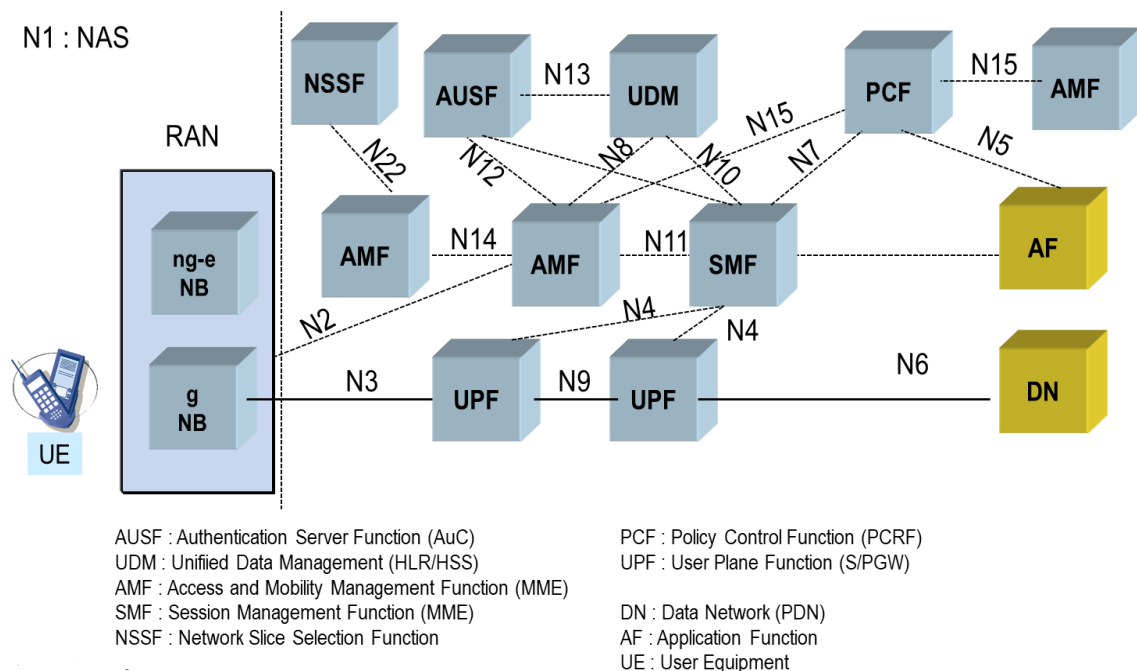 N1 : NAS
NSSF
AUSF
N13
UDM
PCF
N15
AMF
RAN
N22
N12
N8
N10
N15
N7
N5
ng-e
NB
AMF
N14
AMF
N11
SMF
AF
N2
N4
N4
g
NB
N3
UPF
N9
UPF
N6
DN
UE
AUSF : Authentication Server Function (AuC)
UDM : Unifiied Data Management (HLR/HSS)
AMF : Access and Mobility Management Function (MME)
SMF : Session Management Function (MME)
NSSF : Network Slice Selection Function
PCF : Policy Control Function (PCRF)
UPF : User Plane Function (S/PGW)
DN : Data Network (PDN)
AF : Application Function
UE : User Equipment